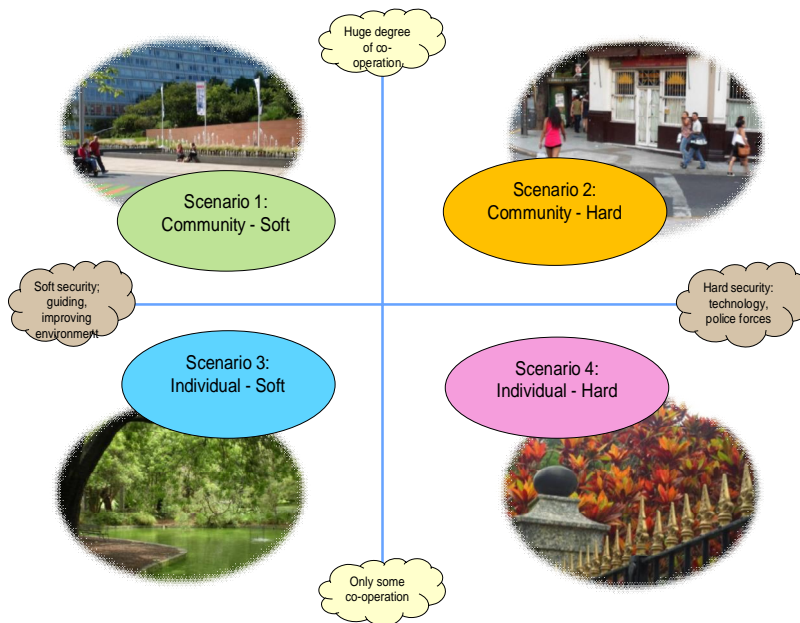 Huge degree
of co-
operation
Scenario 1:
Community - Soft
Scenario 2:
Community - Hard
Soft security;
guiding,
improving
environment
Hard security:
technology,
police forces
Scenario 3:
Individual - Soft
Scenario 4:
Individual - Hard
Only some
co-operation